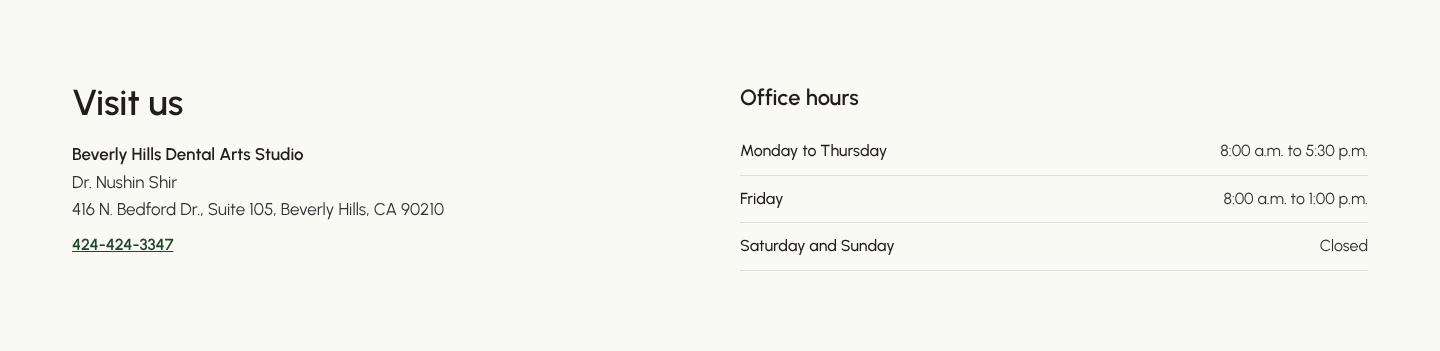 Visit us
Beverly Hills Dental Arts Studio
Dr. Nushin Shir
416 N. Bedford Dr., Suite 105, Beverly Hills, CA 90210
424-424-3347
Office hours
Monday to Thursday 8:00 a.m. to 5:30 p.m.
Friday 8:00 a.m. to 1:00 p.m.
Saturday and Sunday Closed